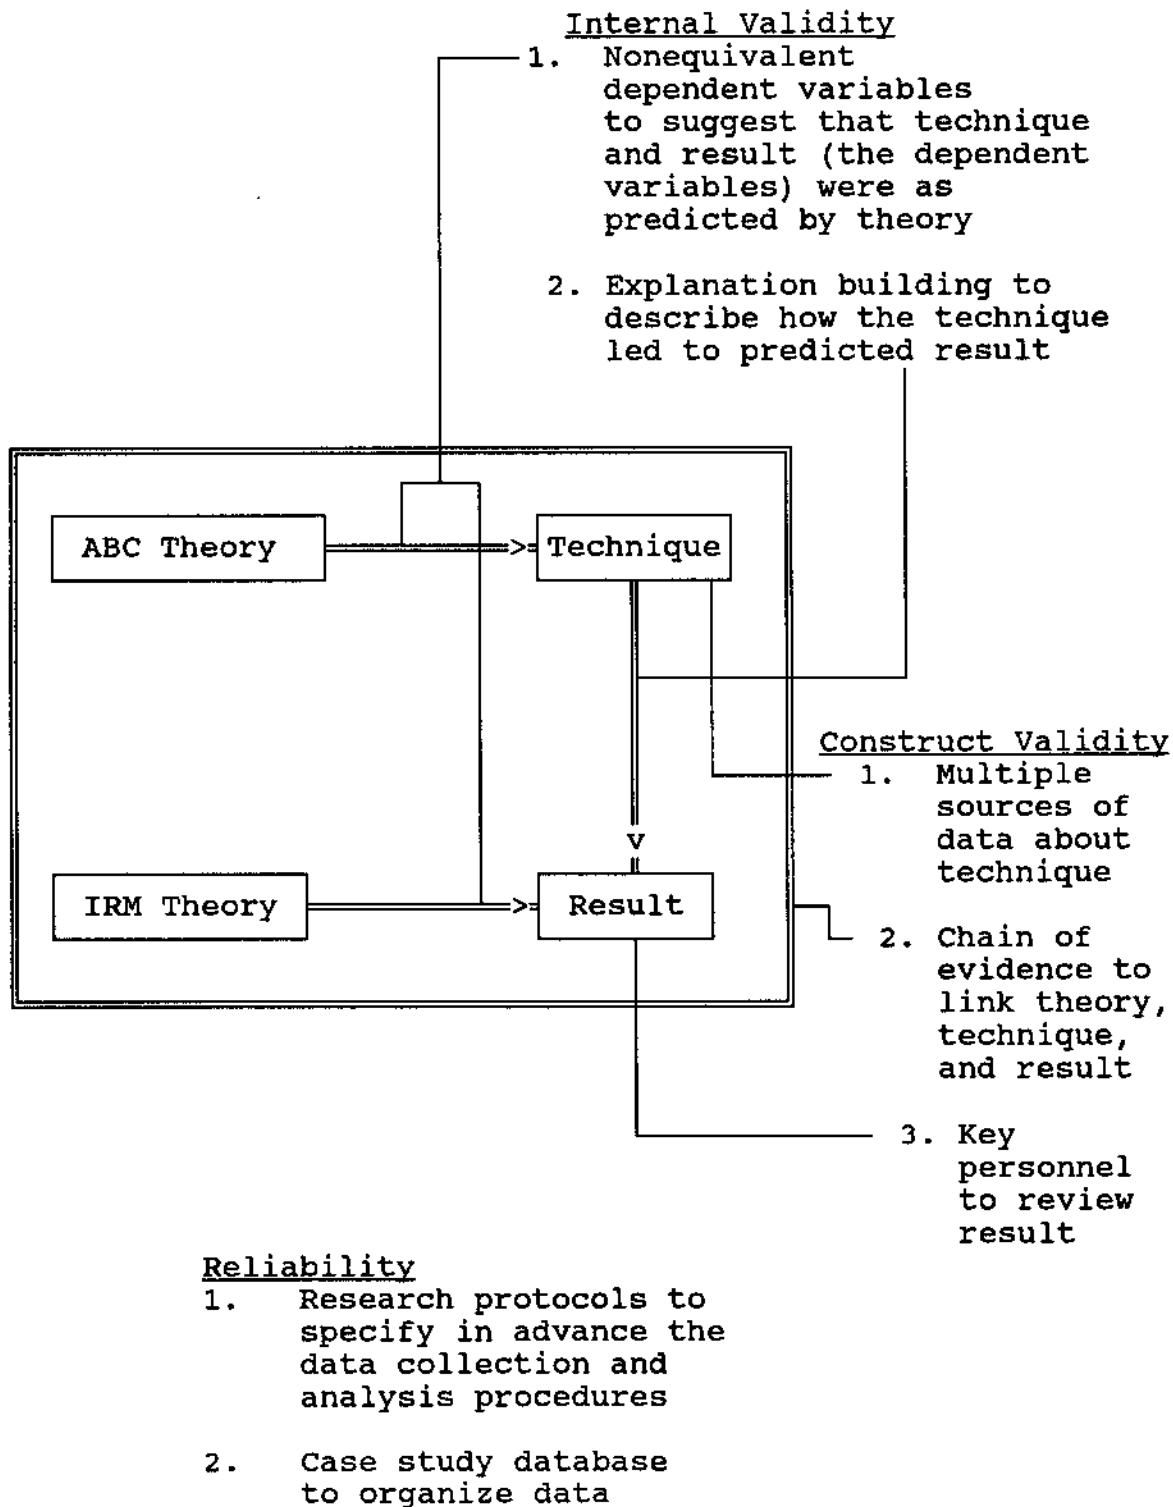 Internal Validity
1. Nonequivalent
dependent variables
to suggest that technique
and result (the dependent
variables) were as
predicted by theory
2. Explanation building to
describe how the technique
led to predicted result
ABC Theory
>
Technique
v
IRM Theory
>
Result
Construct Validity
1. Multiple
sources of
data about
technique
2. Chain of
evidence to
link theory,
technique,
and result
3. Key
personnel
to review
result
Reliability
1. Research protocols to
specify in advance the
data collection and
analysis procedures
2. Case study database
to organize data